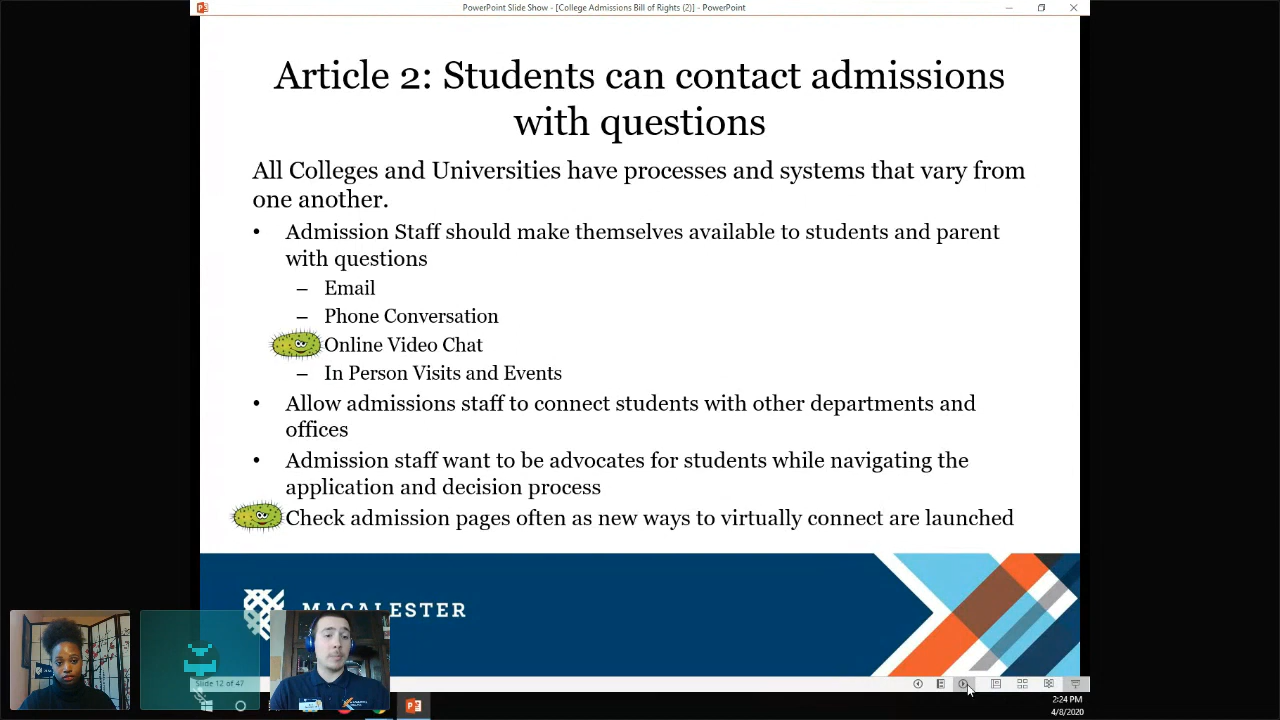 PowerPoint Slide Show - [College Admissions Bill of Rights (2)] - PowerPoint
Article 2: Students can contact admissions
with questions
All Colleges and Universities have processes and systems that vary from
one another.
• Admission Staff should make themselves available to students and parent
with questions
– Email
– Phone Conversation
Online Video Chat
– In Person Visits and Events
• Allow admissions staff to connect students with other departments and
offices
• Admission staff want to be advocates for students while navigating the
application and decision process
Check admission pages often as new ways to virtually connect are launched
MACALESTER
Slide 12 of 47
2:24 PM
4/8/2020